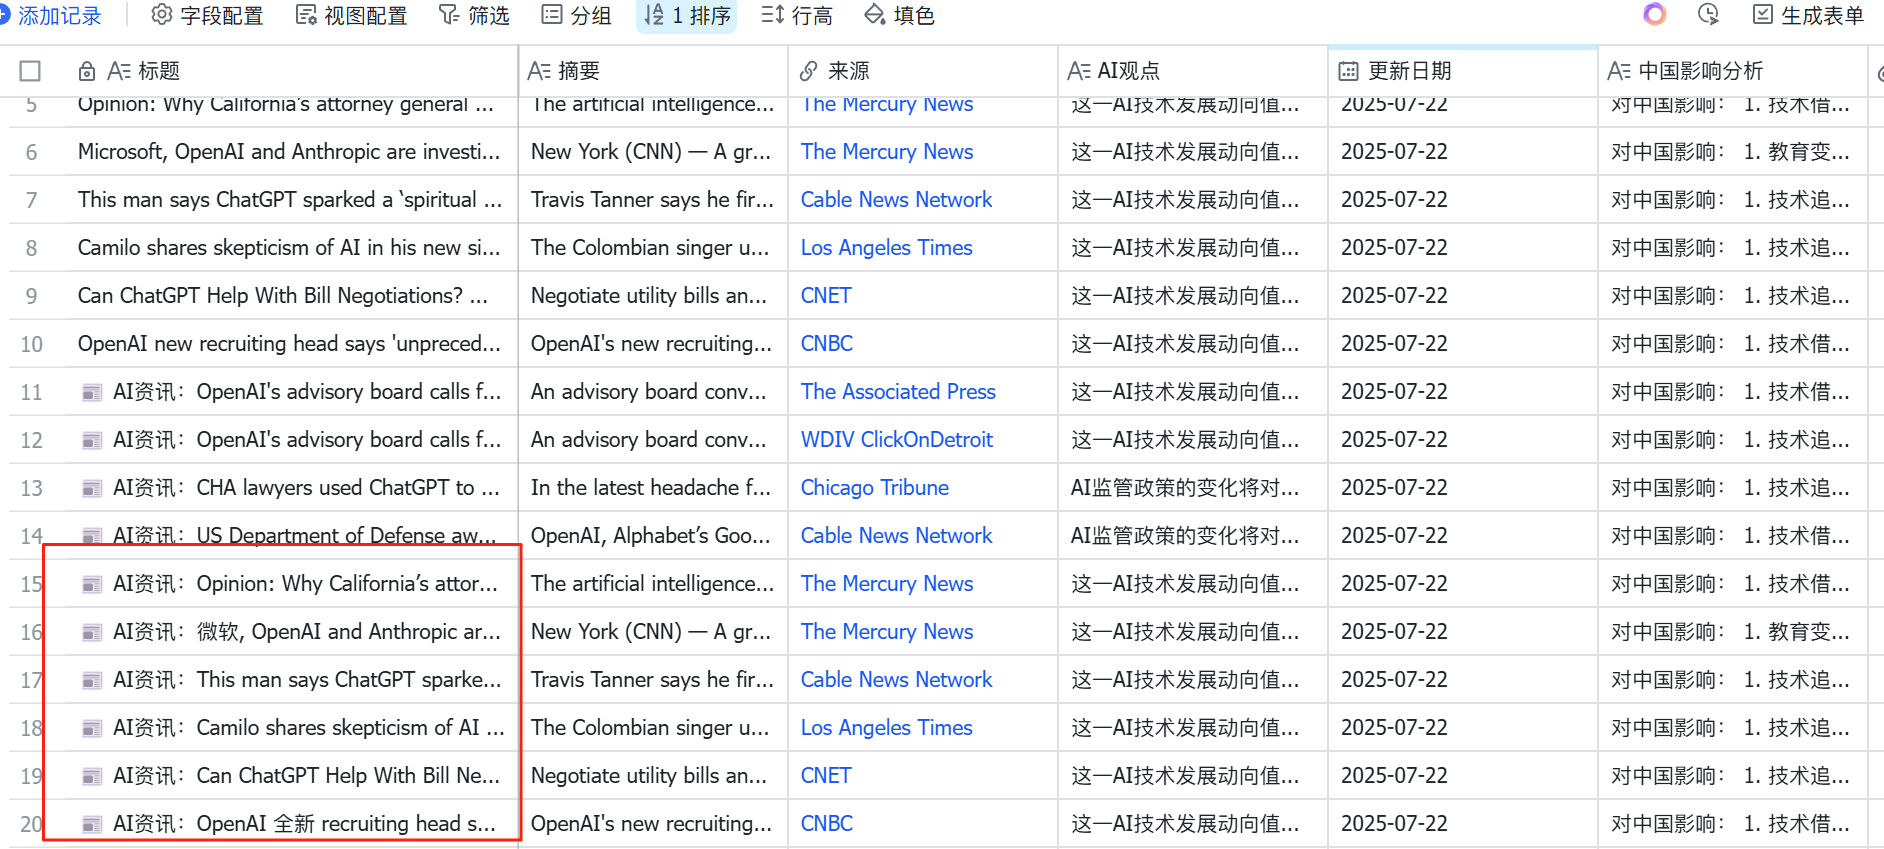 添加记录 字段配置 视图配置 筛选 分组 1 排序 行高 填色 生成表单
标题 摘要 来源 AI观点 更新日期 中国影响分析
5 Opinion: Why California's attorney general ... The artificial intelligence... The Mercury News 这一AI技术发展动向值... 2025-07-22 对中国影响： 1. 技术借...
6 Microsoft, OpenAI and Anthropic are investi... New York (CNN) — A gr... The Mercury News 这一AI技术发展动向值... 2025-07-22 对中国影响： 1. 教育变...
7 This man says ChatGPT sparked a ‘spiritual ... Travis Tanner says he fir... Cable News Network 这一AI技术发展动向值... 2025-07-22 对中国影响： 1. 技术追...
8 Camilo shares skepticism of AI in his new si... The Colombian singer u... Los Angeles Times 这一AI技术发展动向值... 2025-07-22 对中国影响： 1. 技术追...
9 Can ChatGPT Help With Bill Negotiations? ... Negotiate utility bills an... CNET 这一AI技术发展动向值... 2025-07-22 对中国影响： 1. 技术追...
10 OpenAI new recruiting head says 'unpreced... OpenAI's new recruiting... CNBC 这一AI技术发展动向值... 2025-07-22 对中国影响： 1. 技术借...
11 AI资讯：OpenAI's advisory board calls f... An advisory board conv... The Associated Press 这一AI技术发展动向值... 2025-07-22 对中国影响： 1. 技术借...
12 AI资讯：OpenAI's advisory board calls f... An advisory board conv... WDIV ClickOnDetroit 这一AI技术发展动向值... 2025-07-22 对中国影响： 1. 技术追...
13 AI资讯：CHA lawyers used ChatGPT to ... In the latest headache f... Chicago Tribune AI监管政策的变化将对... 2025-07-22 对中国影响： 1. 技术追...
14 AI资讯：US Department of Defense aw... OpenAI, Alphabet’s Goo... Cable News Network AI监管政策的变化将对... 2025-07-22 对中国影响： 1. 技术借...
15 AI资讯：Opinion: Why California’s attor... The artificial intelligence... The Mercury News 这一AI技术发展动向值... 2025-07-22 对中国影响： 1. 技术借...
16 AI资讯：微软, OpenAI and Anthropic ar... New York (CNN) — A gr... The Mercury News 这一AI技术发展动向值... 2025-07-22 对中国影响： 1. 教育变...
17 AI资讯：This man says ChatGPT sparke... Travis Tanner says he fir... Cable News Network 这一AI技术发展动向值... 2025-07-22 对中国影响： 1. 技术追...
18 AI资讯：Camilo shares skepticism of AI ... The Colombian singer u... Los Angeles Times 这一AI技术发展动向值... 2025-07-22 对中国影响： 1. 技术追...
19 AI资讯：Can ChatGPT Help With Bill Ne... Negotiate utility bills an... CNET 这一AI技术发展动向值... 2025-07-22 对中国影响： 1. 技术追...
20 AI资讯：OpenAI 全新 recruiting head s... OpenAI's new recruiting... CNBC 这一AI技术发展动向值... 2025-07-22 对中国影响： 1. 技术借...